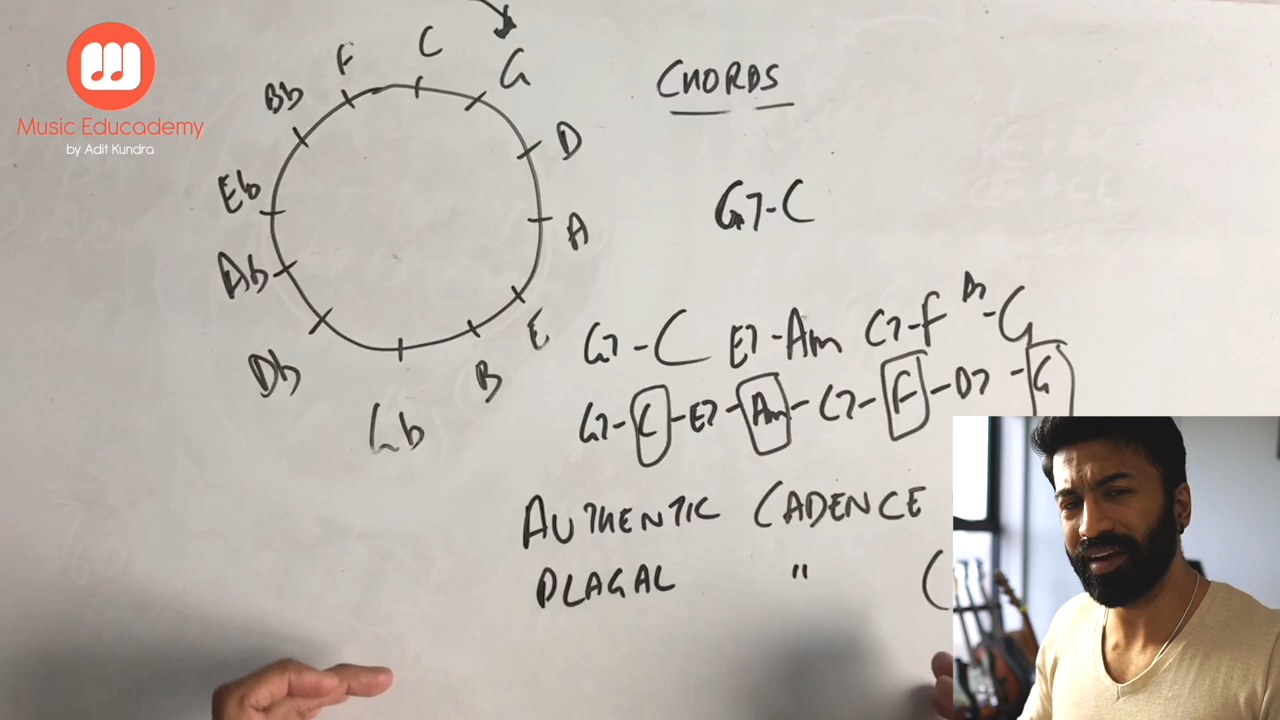 Music Educademy
by Adit Kundra
C
G
D
A
E
B
Gb
Db
Ab
Eb
Bb
F
CHORDS
G7-C
G7-C E7-Am C7-F D7-G
G7-C-E7-Am-C7-F-D7-G
AUTHENTIC CADENCE
PLAGAL " (